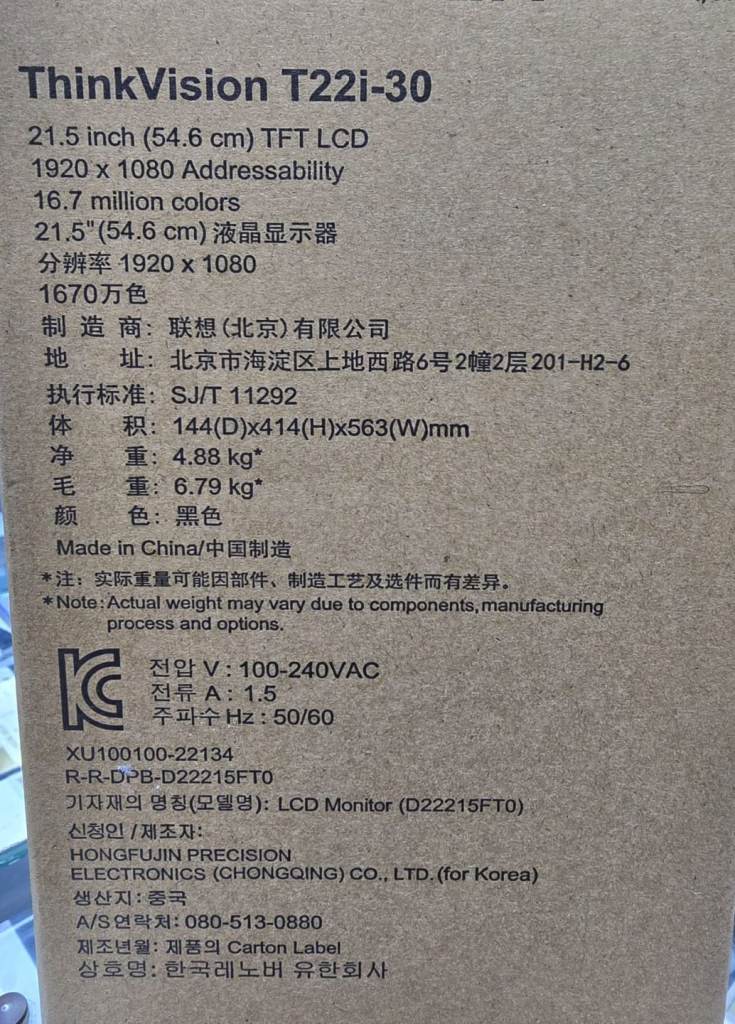 ThinkVision T22i-30
21.5 inch (54.6 cm) TFT LCD
1920 x 1080 Addressability
16.7 million colors
21.5"(54.6 cm) 液晶显示器
分辨率 1920 x 1080
1670万色
制 造 商: 联想(北京)有限公司
地 址: 北京市海淀区上地西路6号2幢2层201-H2-6
执行标准: SJ/T 11292
体 积: 144(D)x414(H)x563(W)mm
净 重: 4.88 kg*
毛 重: 6.79 kg*
颜 色: 黑色
Made in China/中国制造
*注: 实际重量可能因部件、制造工艺及选件而有差异。
*Note:Actual weight may vary due to components, manufacturing
process and options.
전압 V : 100-240VAC
전류 A : 1.5
주파수 Hz : 50/60
XU100100-22134
R-R-DPB-D22215FT0
기자재의 명칭(모델명): LCD Monitor (D22215FT0)
신청인 /제조자:
HONGFUJIN PRECISION
ELECTRONICS (CHONGQING) CO., LTD. (for Korea)
생산지: 중국
A/S연락처: 080-513-0880
제조년월: 제품의 Carton Label
상호명: 한국레노버 유한회사